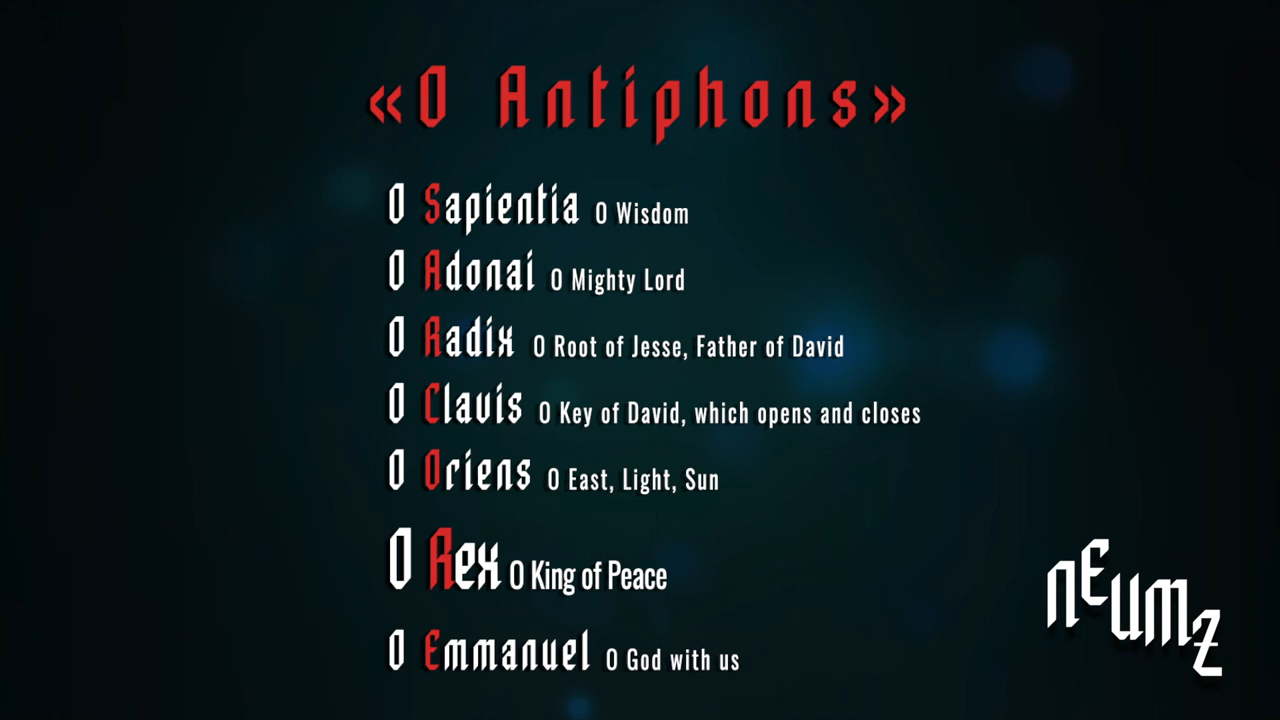 «O Antiphons»
O Sapientia O Wisdom
O Adonai O Mighty Lord
O Radix O Root of Jesse, Father of David
O Clavis O Key of David, which opens and closes
O Oriens O East, Light, Sun
O Rex O King of Peace
O Emmanuel O God with us
nEumz